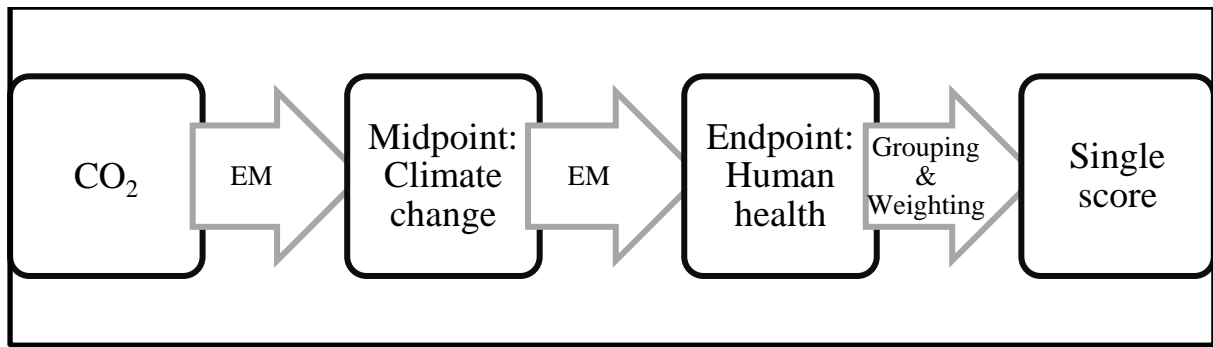 CO₂
EM
Midpoint:
Climate
change
EM
Endpoint:
Human
health
Grouping
&
Weighting
Single
score